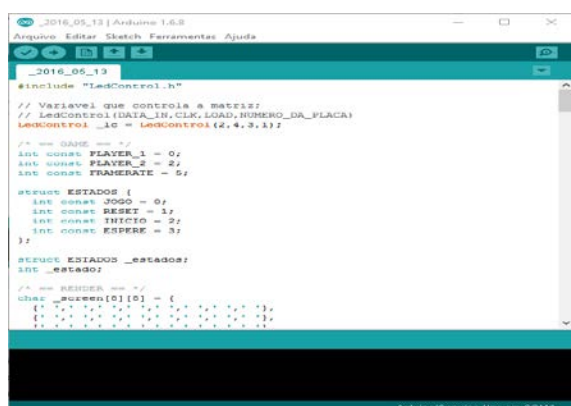 _2016_05_13 | Arduino 1.6.8
Arquivo Editar Sketch Ferramentas Ajuda
_2016_05_13
#include "LedControl.h"
// Variavel que controla a matriz;
// LedControl(DATA_IN,CLK,LOAD,NUMERO_DA_PLACA)
LedControl _lc = LedControl(2,4,3,1);
/* == GAME == */
int const PLAYER_1 = 0;
int const PLAYER_2 = 2;
int const FRAMERATE = 5;
struct ESTADOS {
int const JOGO = 0;
int const RESET = 1;
int const INICIO = 2;
int const ESPERE = 3;
};
struct ESTADOS _estados;
int _estado;
/* == RENDER == */
char _screen[8][8] = {
{' ',' ',' ',' ',' ',' ',' ',' '},
{' ',' ',' ',' ',' ',' ',' ',' '},